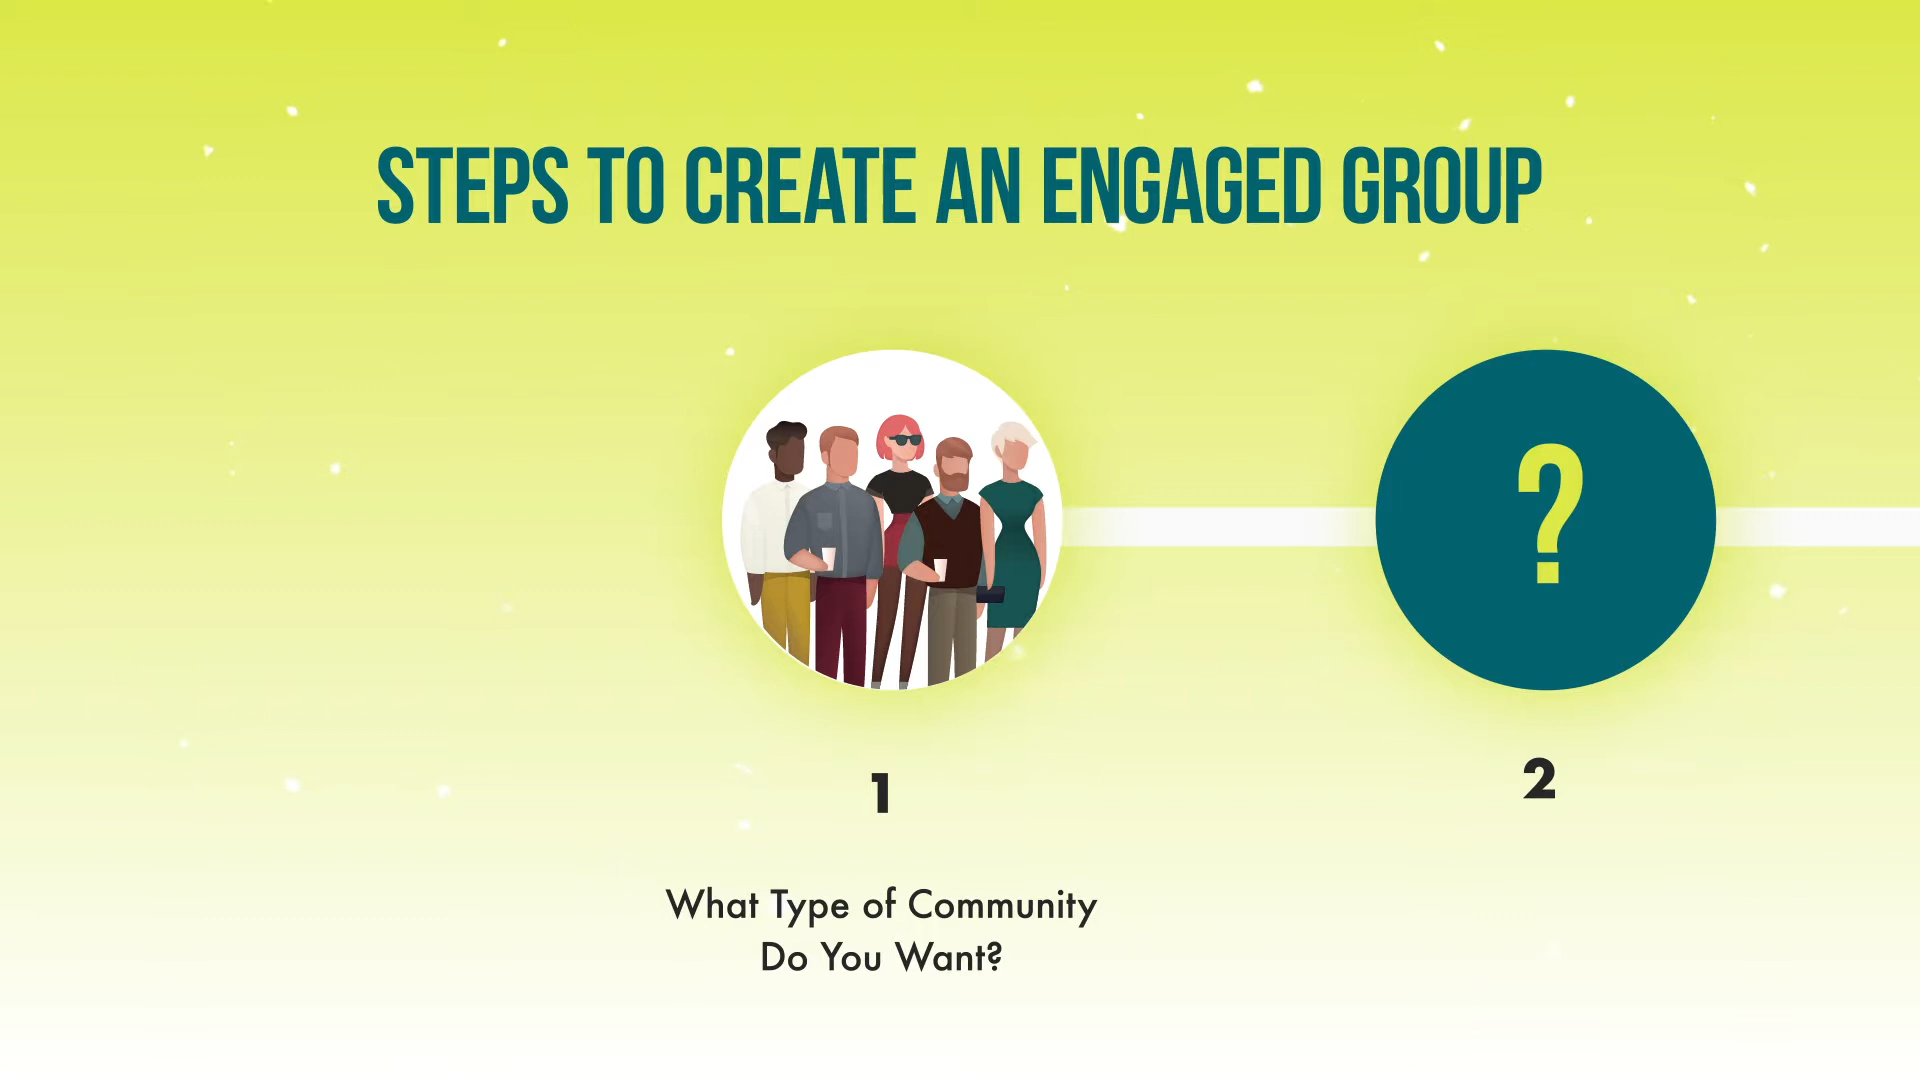 STEPS TO CREATE AN ENGAGED GROUP
?
1
2
What Type of Community
Do You Want?